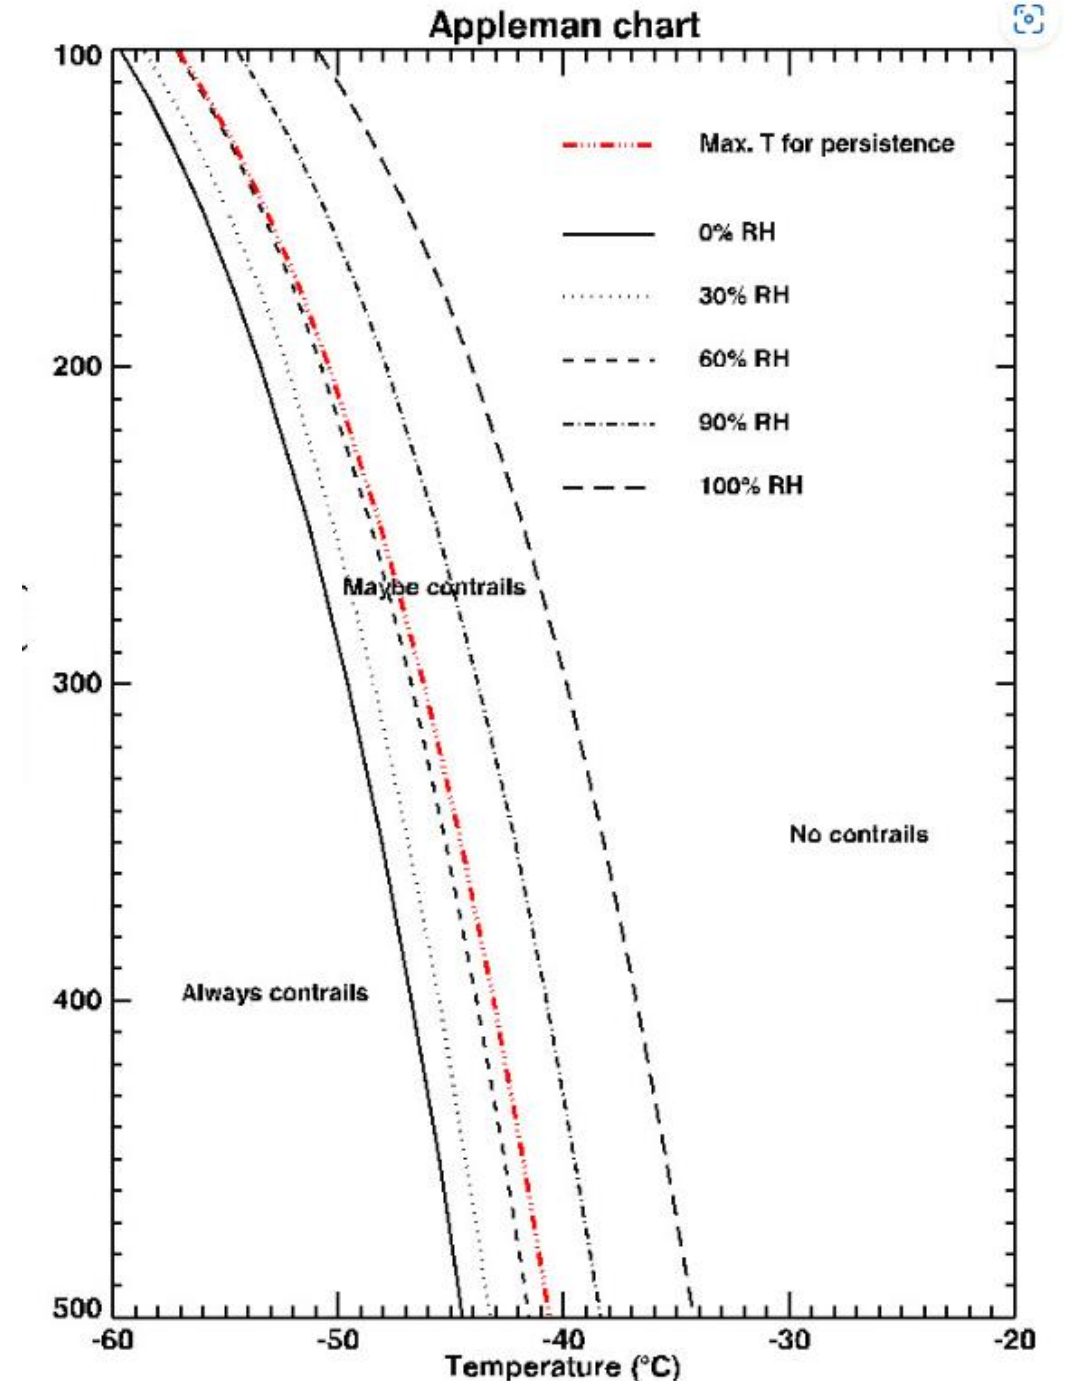 Appleman chart
100
Max. T for persistence
0% RH
30% RH
200
60% RH
90% RH
100% RH
Maybe contrails
300
No contrails
Always contrails
400
500
-60 -50 -40 -30 -20
Temperature (°C)